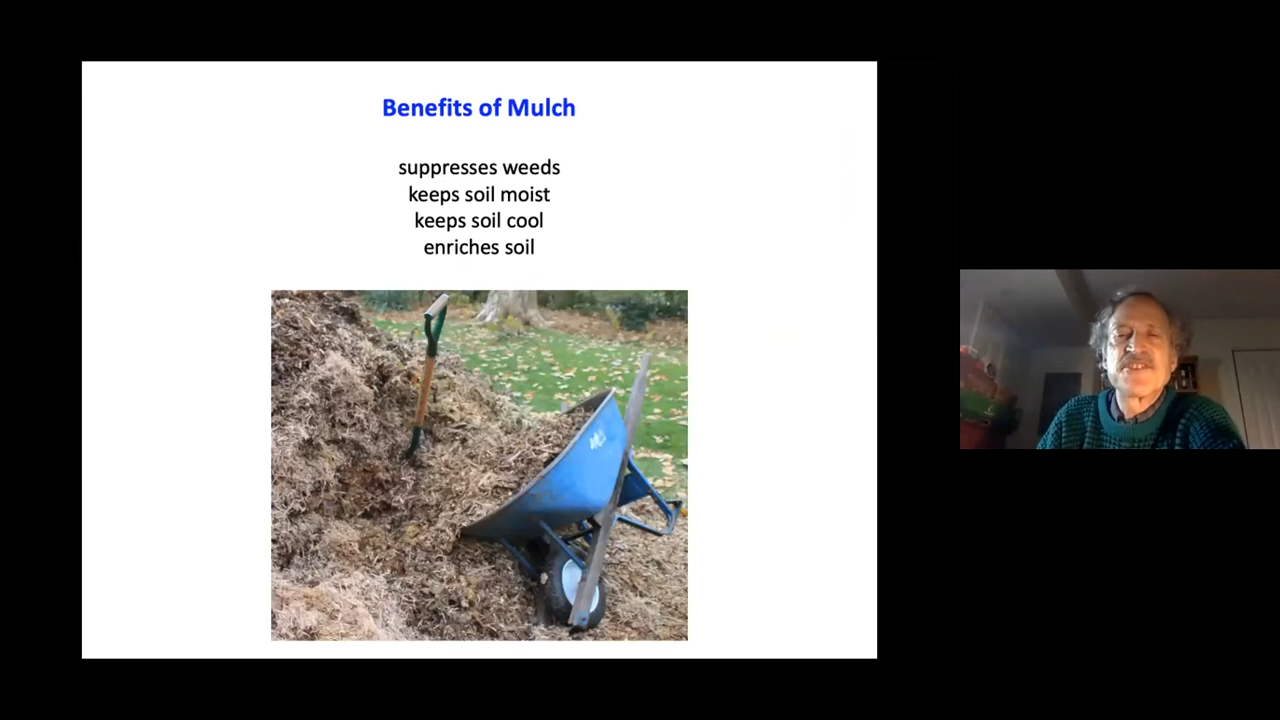 Benefits of Mulch
suppresses weeds
keeps soil moist
keeps soil cool
enriches soil